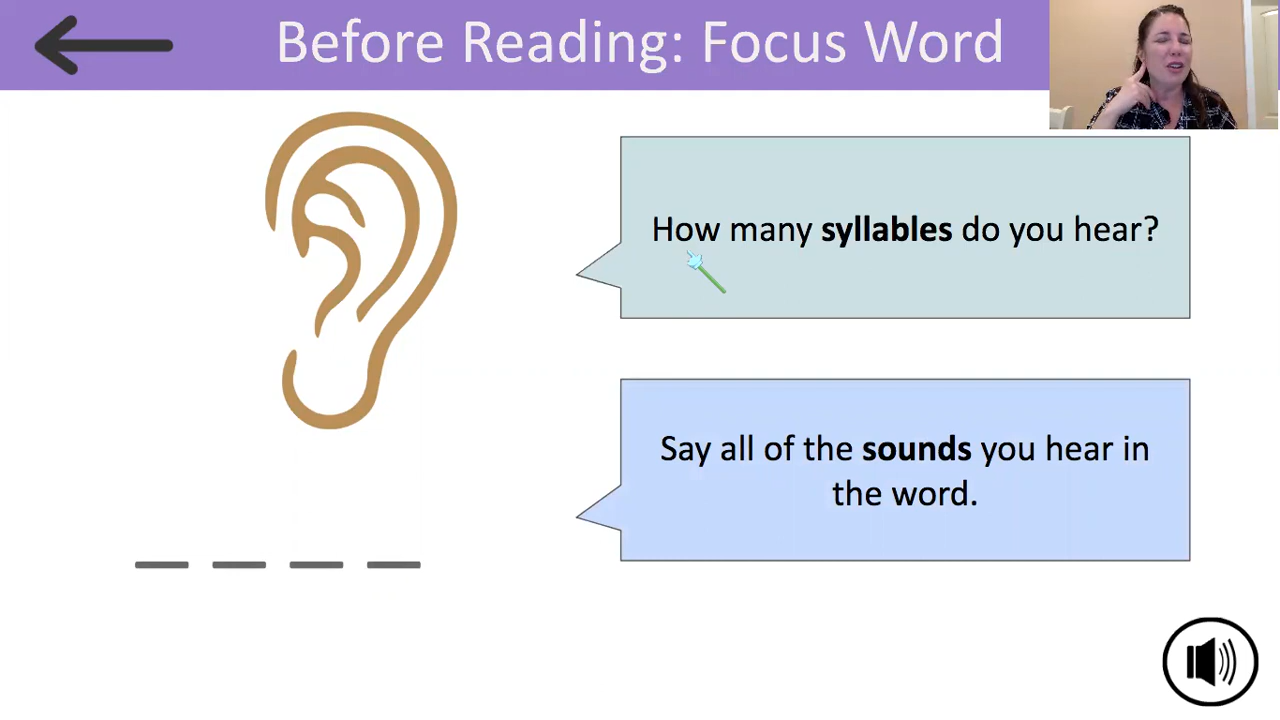 Before Reading: Focus Word
How many syllables do you hear?
Say all of the sounds you hear in
the word.